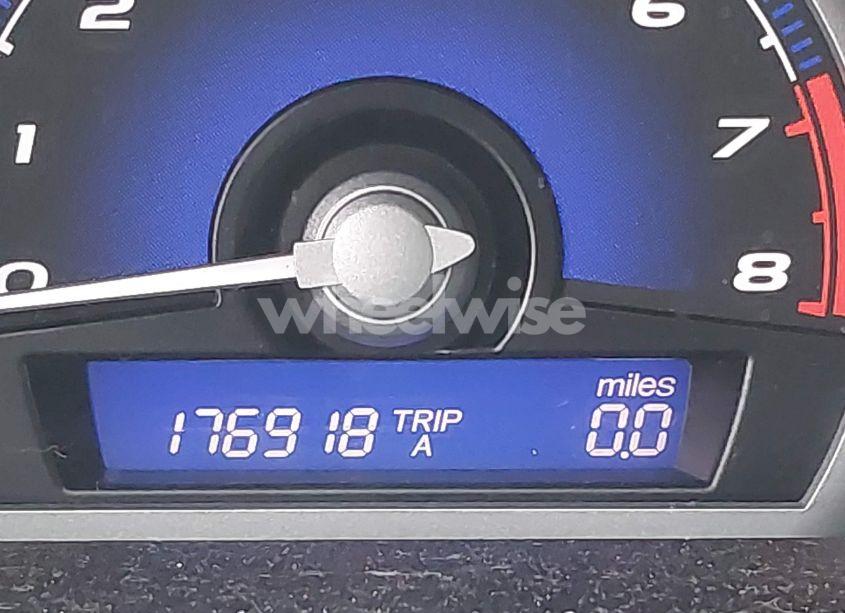 2 6
1 7
0 8
wheelwise
miles
176918 TRIP A 0.0